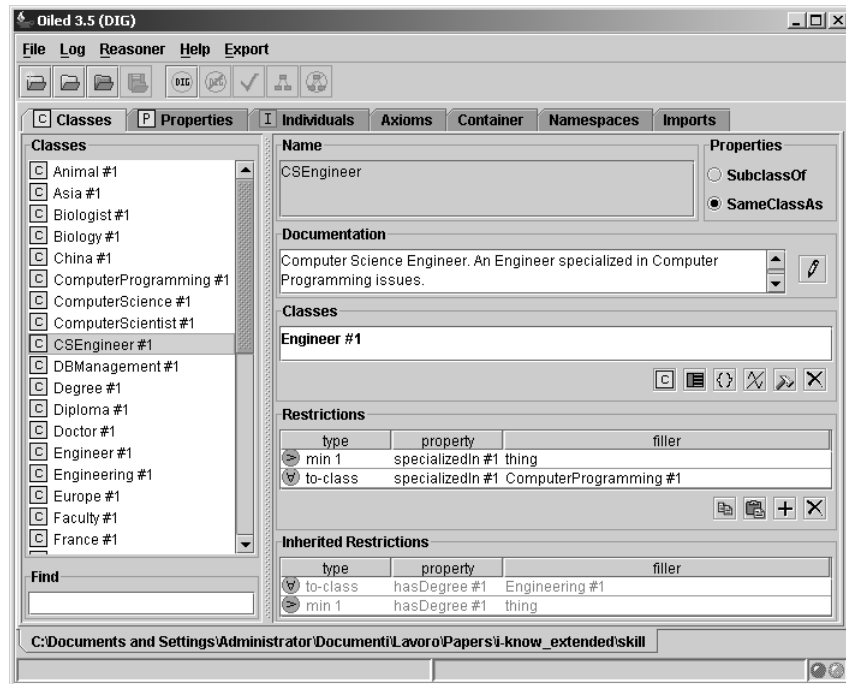 Oiled 3.5 (DIG)
File Log Reasoner Help Export
DIG DIG
C Classes P Properties I Individuals Axioms Container Namespaces Imports
Classes
C Animal #1
C Asia #1
C Biologist #1
C Biology #1
C China #1
C ComputerProgramming #1
C ComputerScience #1
C ComputerScientist #1
C CSEngineer #1
C DBManagement #1
C Degree #1
C Diploma #1
C Doctor #1
C Engineer #1
C Engineering #1
C Europe #1
C Faculty #1
C France #1
Find
Name
CSEngineer
Properties
SubclassOf
SameClassAs
Documentation
Computer Science Engineer. An Engineer specialized in Computer
Programming issues.
Classes
Engineer #1
C {}
Restrictions
type property filler
min 1 specializedIn #1 thing
to-class specializedIn #1 ComputerProgramming #1
Inherited Restrictions
type property filler
to-class hasDegree #1 Engineering #1
min 1 hasDegree #1 thing
C:\Documents and Settings\Administrator\Documenti\Lavoro\Papers\i-know_extended\skill